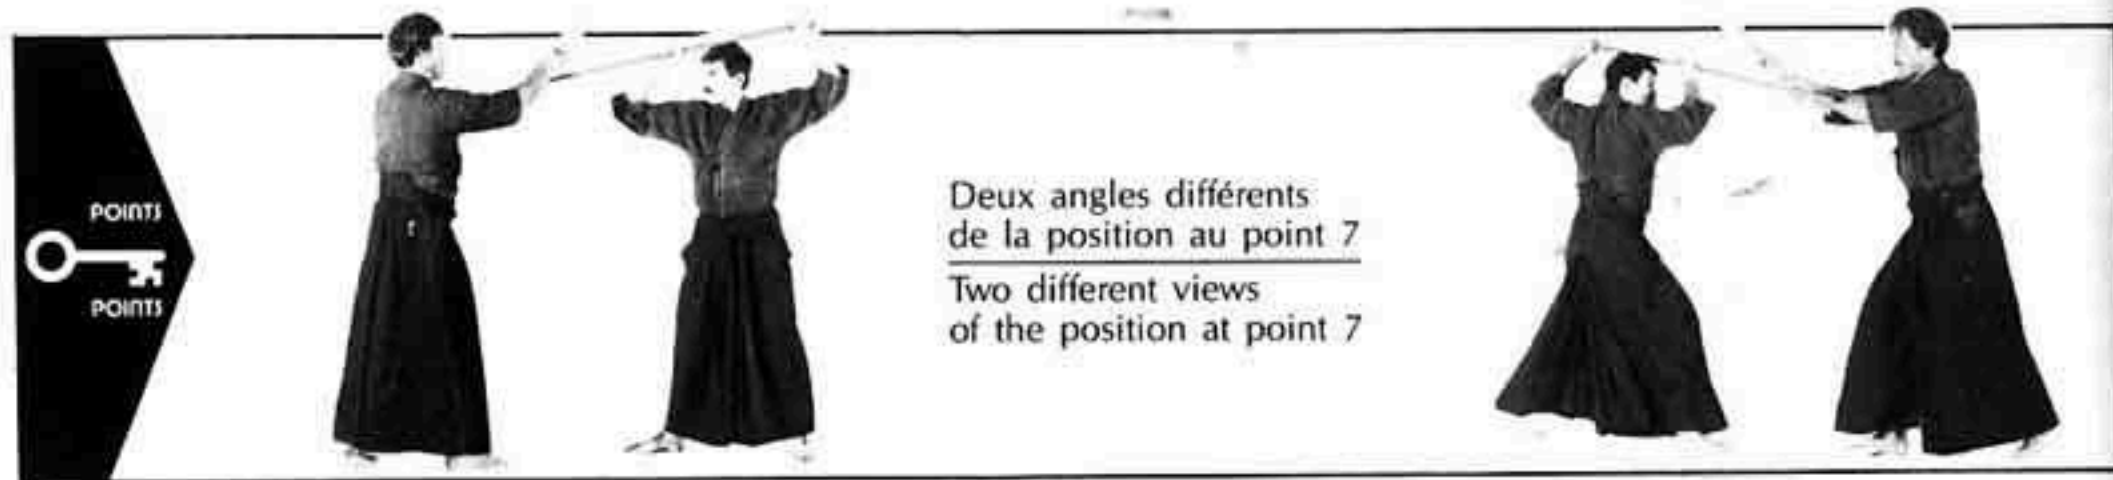 POINTS
POINTS
Deux angles différents
de la position au point 7
Two different views
of the position at point 7